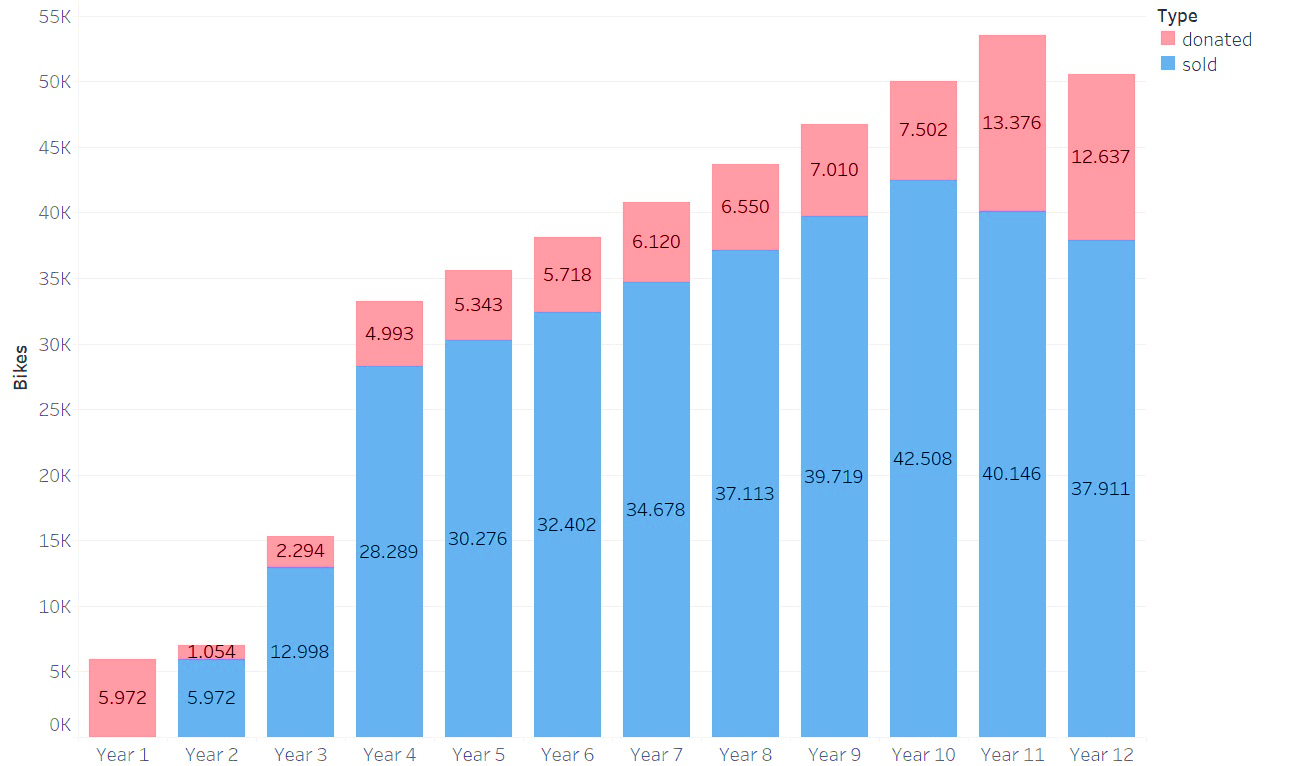 Type
donated
sold
Bikes
55K
50K
45K
40K
35K
30K
25K
20K
15K
10K
5K
0K
5.972
1.054
5.972
2.294
12.998
4.993
28.289
5.343
30.276
5.718
32.402
6.120
34.678
6.550
37.113
7.010
39.719
7.502
42.508
13.376
40.146
12.637
37.911
Year 1 Year 2 Year 3 Year 4 Year 5 Year 6 Year 7 Year 8 Year 9 Year 10 Year 11 Year 12